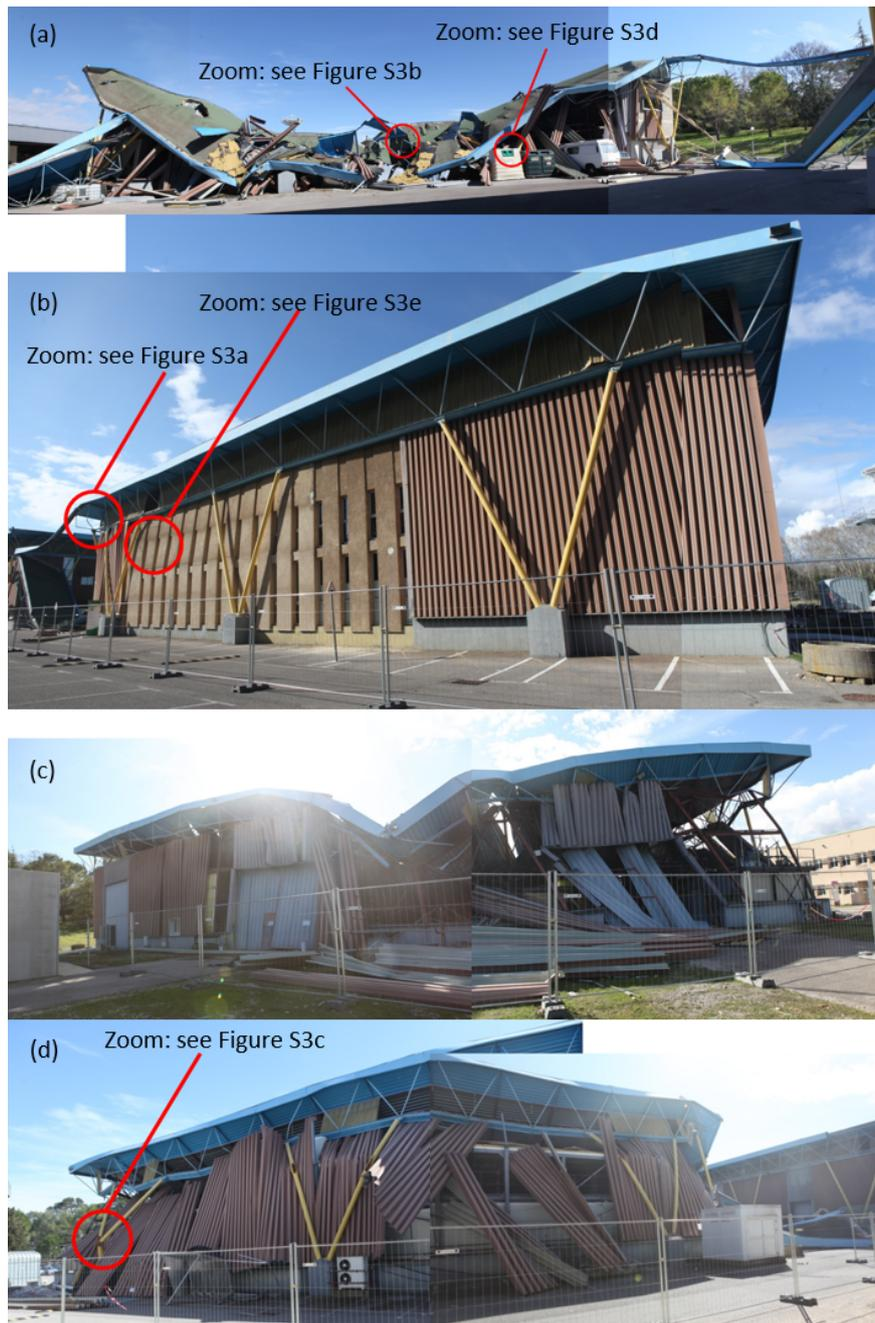 (a)
Zoom: see Figure S3d
Zoom: see Figure S3b
(b)
Zoom: see Figure S3e
Zoom: see Figure S3a
(c)
(d)
Zoom: see Figure S3c